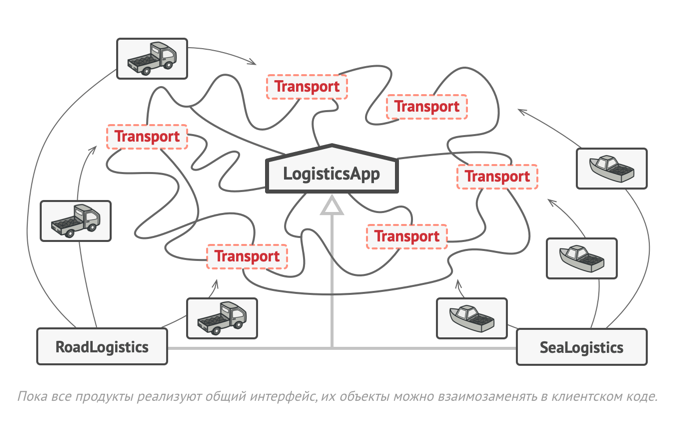 Transport
Transport
Transport
LogisticsApp
Transport
Transport
Transport
RoadLogistics
SeaLogistics
Пока все продукты реализуют общий интерфейс, их объекты можно взаимозаменять в клиентском коде.